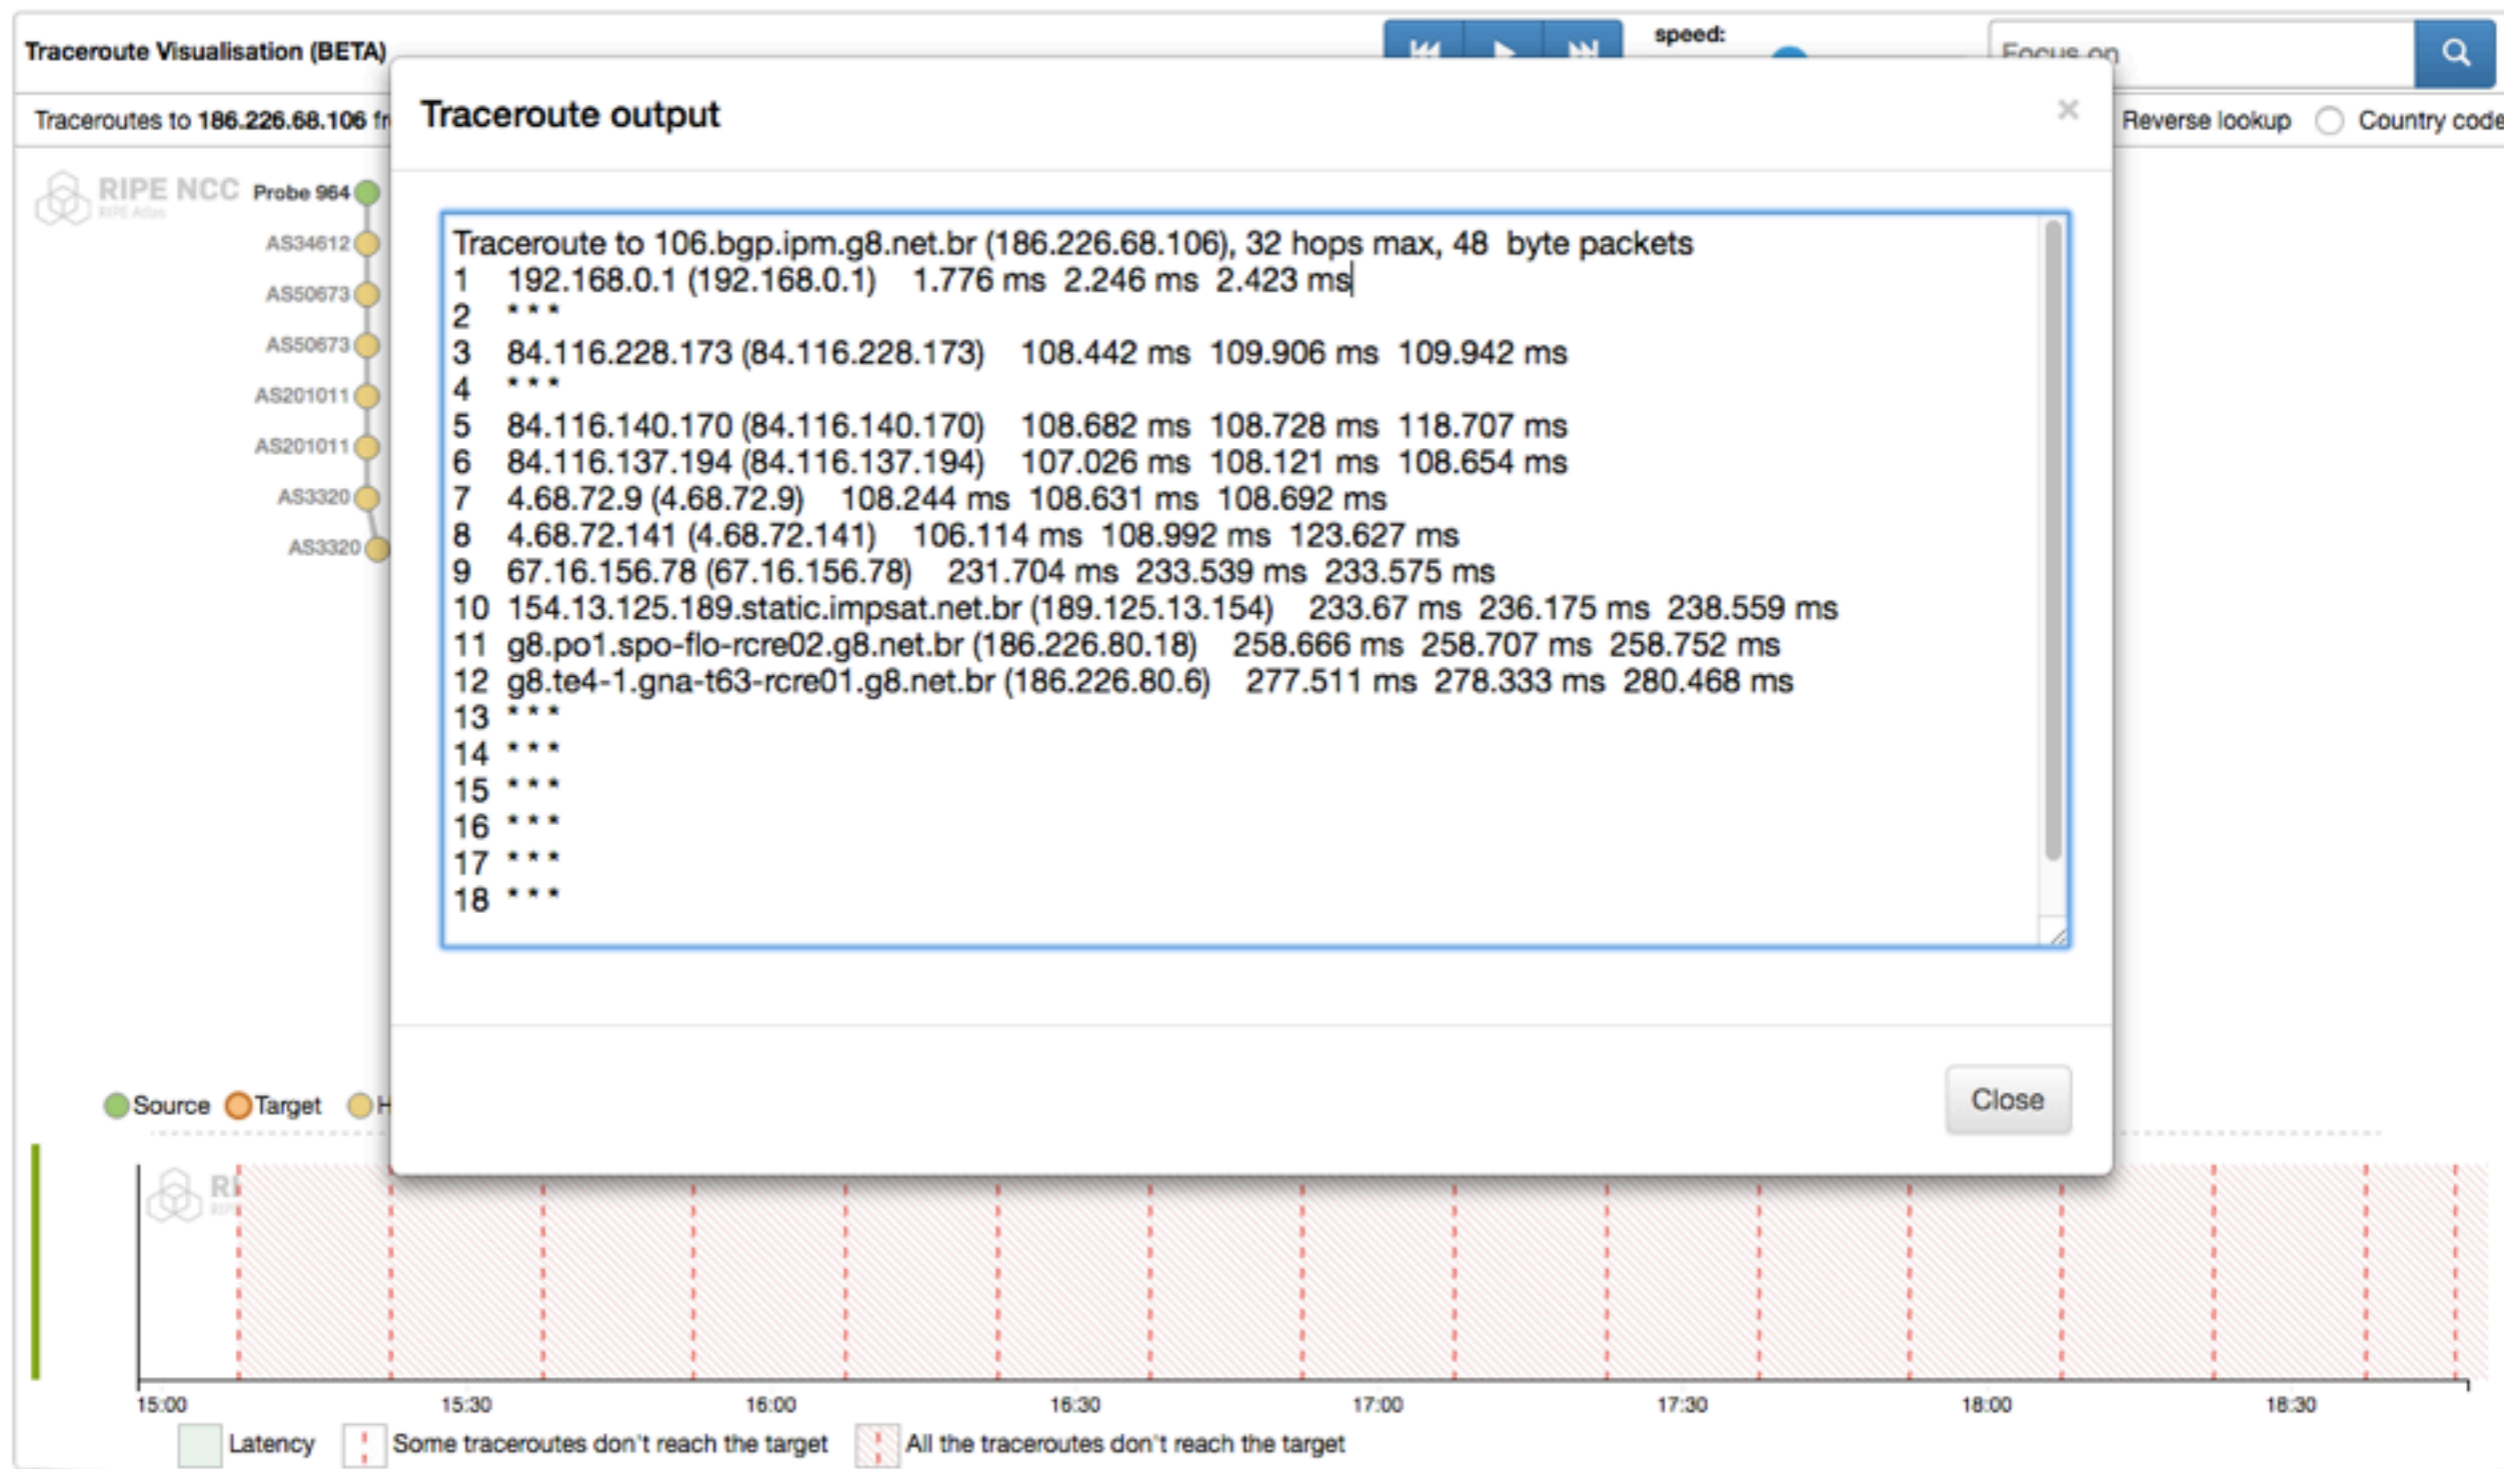 Traceroute Visualisation (BETA)
speed:
Focus on
Traceroutes to 186.226.68.106
Reverse lookup
Country code
Traceroute output
×
RIPE NCC
RIPE Atlas
Probe 964
AS34612
AS50673
AS50673
AS201011
AS201011
AS3320
AS3320
Traceroute to 106.bgp.ipm.g8.net.br (186.226.68.106), 32 hops max, 48 byte packets
1 192.168.0.1 (192.168.0.1) 1.776 ms 2.246 ms 2.423 ms
2 * * *
3 84.116.228.173 (84.116.228.173) 108.442 ms 109.906 ms 109.942 ms
4 * * *
5 84.116.140.170 (84.116.140.170) 108.682 ms 108.728 ms 118.707 ms
6 84.116.137.194 (84.116.137.194) 107.026 ms 108.121 ms 108.654 ms
7 4.68.72.9 (4.68.72.9) 108.244 ms 108.631 ms 108.692 ms
8 4.68.72.141 (4.68.72.141) 106.114 ms 108.992 ms 123.627 ms
9 67.16.156.78 (67.16.156.78) 231.704 ms 233.539 ms 233.575 ms
10 154.13.125.189.static.impsat.net.br (189.125.13.154) 233.67 ms 236.175 ms 238.559 ms
11 g8.po1.spo-flo-rcre02.g8.net.br (186.226.80.18) 258.666 ms 258.707 ms 258.752 ms
12 g8.te4-1.gna-t63-rcre01.g8.net.br (186.226.80.6) 277.511 ms 278.333 ms 280.468 ms
13 * * *
14 * * *
15 * * *
16 * * *
17 * * *
18 * * *
Close
Source Target
15:00 15:30 16:00 16:30 17:00 17:30 18:00 18:30
Latency Some traceroutes don't reach the target All the traceroutes don't reach the target